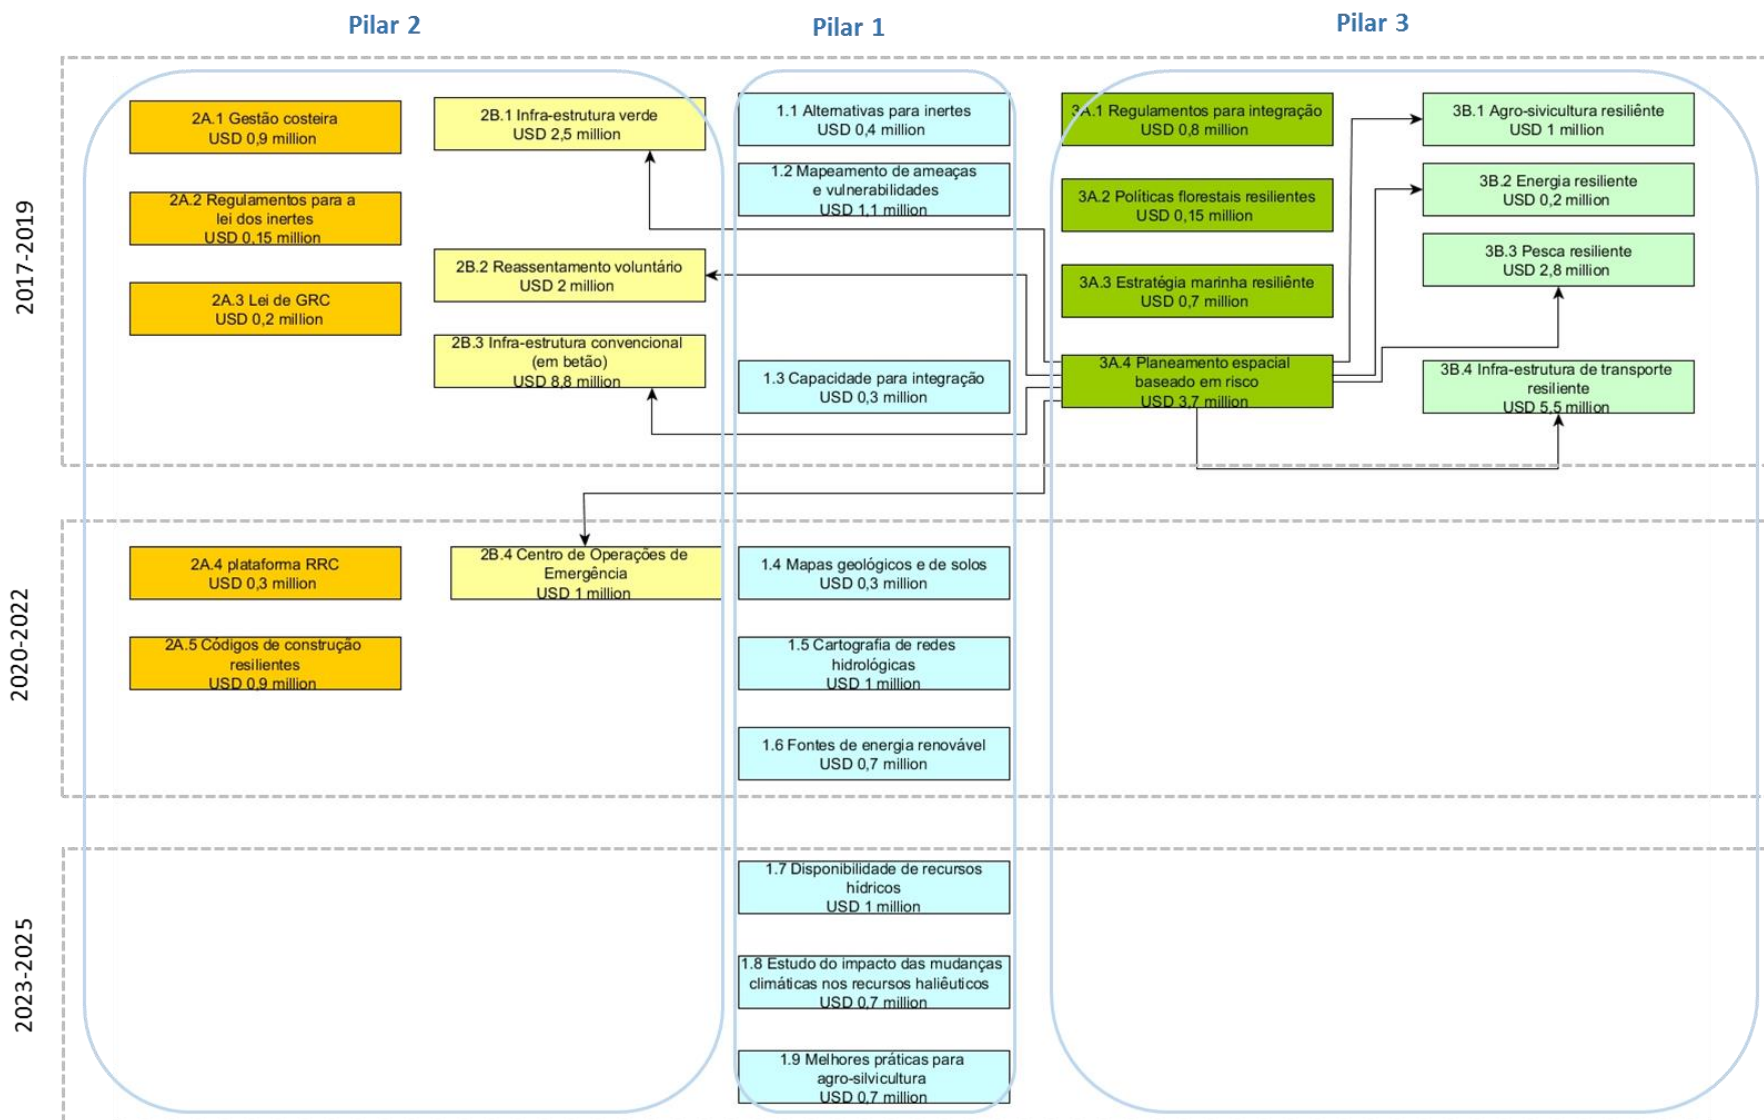 Pilar 2
Pilar 1
Pilar 3
2017-2019
2A.1 Gestão costeira
USD 0,9 million
2A.2 Regulamentos para a
lei dos inertes
USD 0,15 million
2A.3 Lei de GRC
USD 0,2 million
2B.1 Infra-estrutura verde
USD 2,5 million
2B.2 Reassentamento voluntário
USD 2 million
2B.3 Infra-estrutura convencional
(em betão)
USD 8,8 million
1.1 Alternativas para inertes
USD 0,4 million
1.2 Mapeamento de ameaças
e vulnerabilidades
USD 1,1 million
1.3 Capacidade para integração
USD 0,3 million
3A.1 Regulamentos para integração
USD 0,8 million
3A.2 Políticas florestais resilientes
USD 0,15 million
3A.3 Estratégia marinha resiliênte
USD 0,7 million
3A.4 Planeamento espacial
baseado em risco
USD 3,7 million
3B.1 Agro-sivicultura resiliênte
USD 1 million
3B.2 Energia resiliente
USD 0,2 million
3B.3 Pesca resiliente
USD 2,8 million
3B.4 Infra-estrutura de transporte
resiliente
USD 5,5 million
2020-2022
2A.4 plataforma RRC
USD 0,3 million
2A.5 Códigos de construção
resilientes
USD 0,9 million
2B.4 Centro de Operações de
Emergência
USD 1 million
1.4 Mapas geológicos e de solos
USD 0,3 million
1.5 Cartografia de redes
hidrológicas
USD 1 million
1.6 Fontes de energia renovável
USD 0,7 million
2023-2025
1.7 Disponibilidade de recursos
hídricos
USD 1 million
1.8 Estudo do impacto das mudanças
climáticas nos recursos haliêuticos
USD 0,7 million
1.9 Melhores práticas para
agro-silvicultura
USD 0,7 million